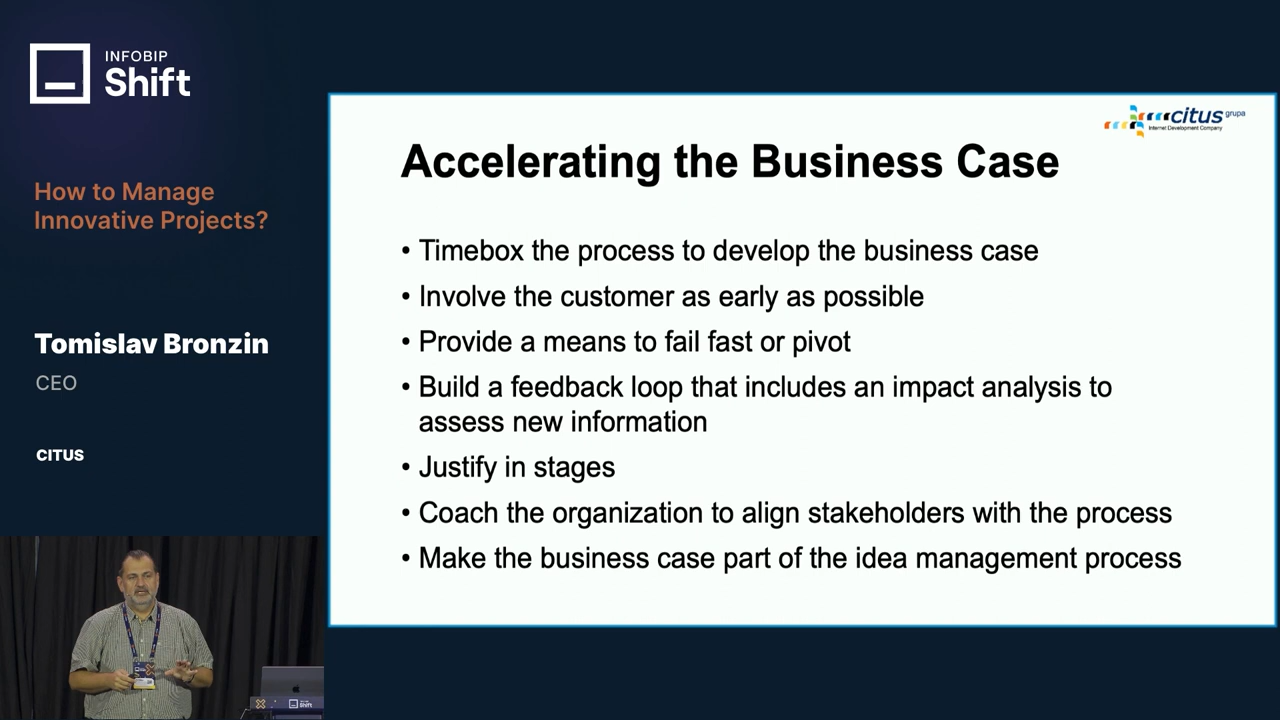 INFOBIP
Shift
How to Manage
Innovative Projects?
Tomislav Bronzin
CEO
CITUS
citus grupa
Internet Development Company
Accelerating the Business Case
• Timebox the process to develop the business case
• Involve the customer as early as possible
• Provide a means to fail fast or pivot
• Build a feedback loop that includes an impact analysis to
assess new information
• Justify in stages
• Coach the organization to align stakeholders with the process
• Make the business case part of the idea management process
Shift